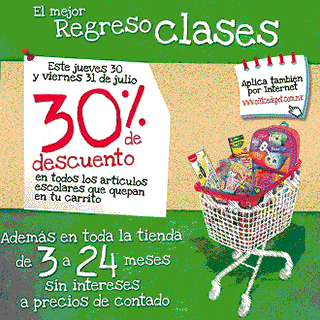 El mejor
Regreso clases
Este jueves 30
y viernes 31 de julio
30% de
descuento
en todos los artículos
escolares que quepan
en tu carrito
Aplica también
por Internet
www.officedepot.com.mx
Además en toda la tienda
de 3 a 24 meses
sin intereses
a precios de contado